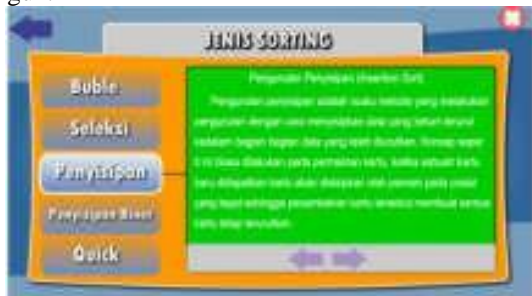 JENIS SORTING
Buble
Seleksi
Penyisipan
Penyisipan Biner
Quick
Pengurutan Penyisipan (Insertion Sort)
Pengurutan penyisipan adalah suatu metode yang melakukan
pengurutan dengan cara menyisipkan data yang belum terurut
kedalam bagian bagian data yang telah diurutkan. Konsep seper
ti ini biasa dilakukan pada permainan kartu, ketika sebuah kartu
baru didapatkan kartu akan disisipkan oleh pemain pada posisi
yang tepat sehingga penambahan kartu tersebut membuat semua
kartu tetap terurutkan.